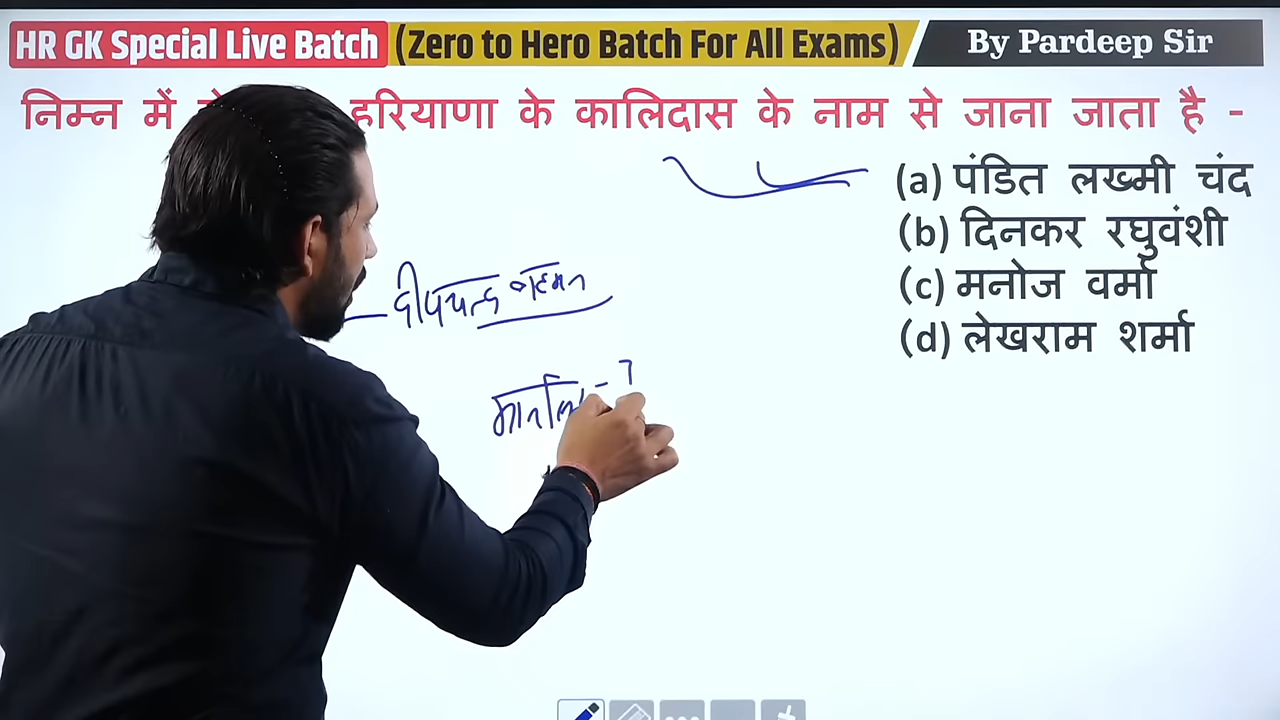 HR GK Special Live Batch (Zero to Hero Batch For All Exams) By Pardeep Sir
निम्न में हरियाणा के कालिदास के नाम से जाना जाता है -
(a) पंडित लख्मी चंद
(b) दिनकर रघुवंशी
(c) मनोज वर्मा
(d) लेखराम शर्मा
दीपचन्द